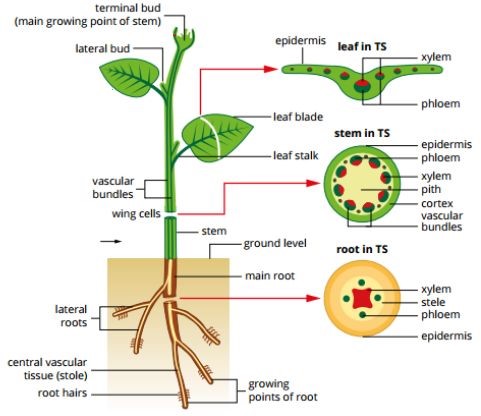 terminal bud
(main growing point of stem)
lateral bud
epidermis
leaf in TS
xylem
phloem
leaf blade
stem in TS
epidermis
phloem
leaf stalk
xylem
pith
vascular
bundles
cortex
vascular
bundles
wing cells
stem
ground level
root in TS
main root
xylem
stele
phloem
lateral
roots
epidermis
central vascular
tissue (stole)
root hairs
growing
points of root